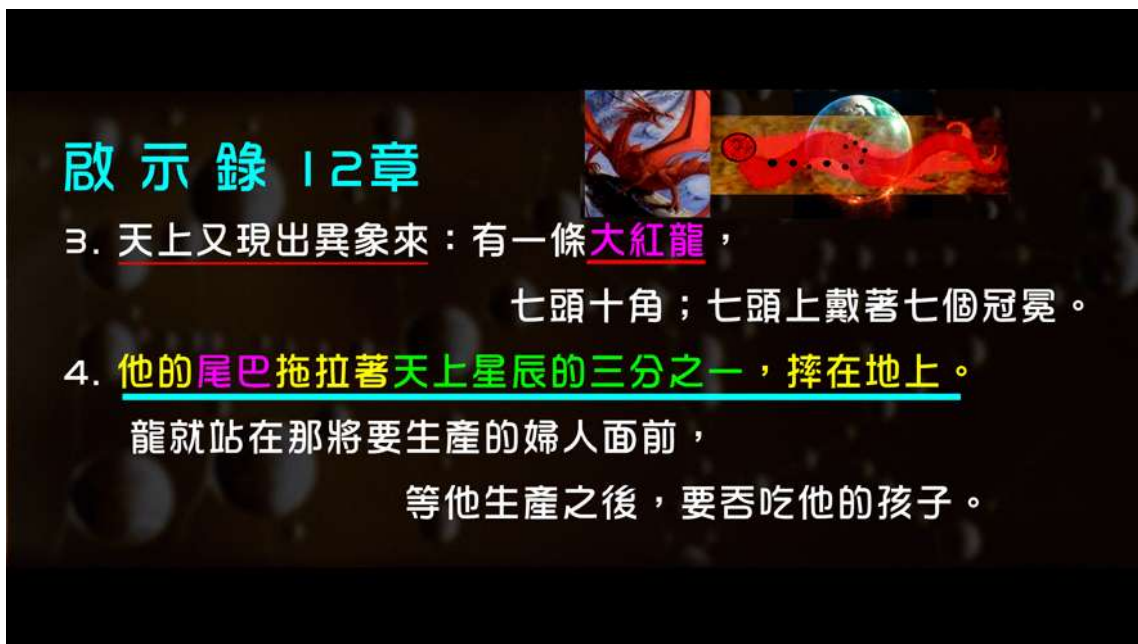 啟示錄 12章
3. 天上又現出異象來：有一條大紅龍，
七頭十角；七頭上戴著七個冠冕。
4. 他的尾巴拖拉著天上星辰的三分之一，摔在地上。
龍就站在那將要生產的婦人面前，
等他生產之後，要吞吃他的孩子。